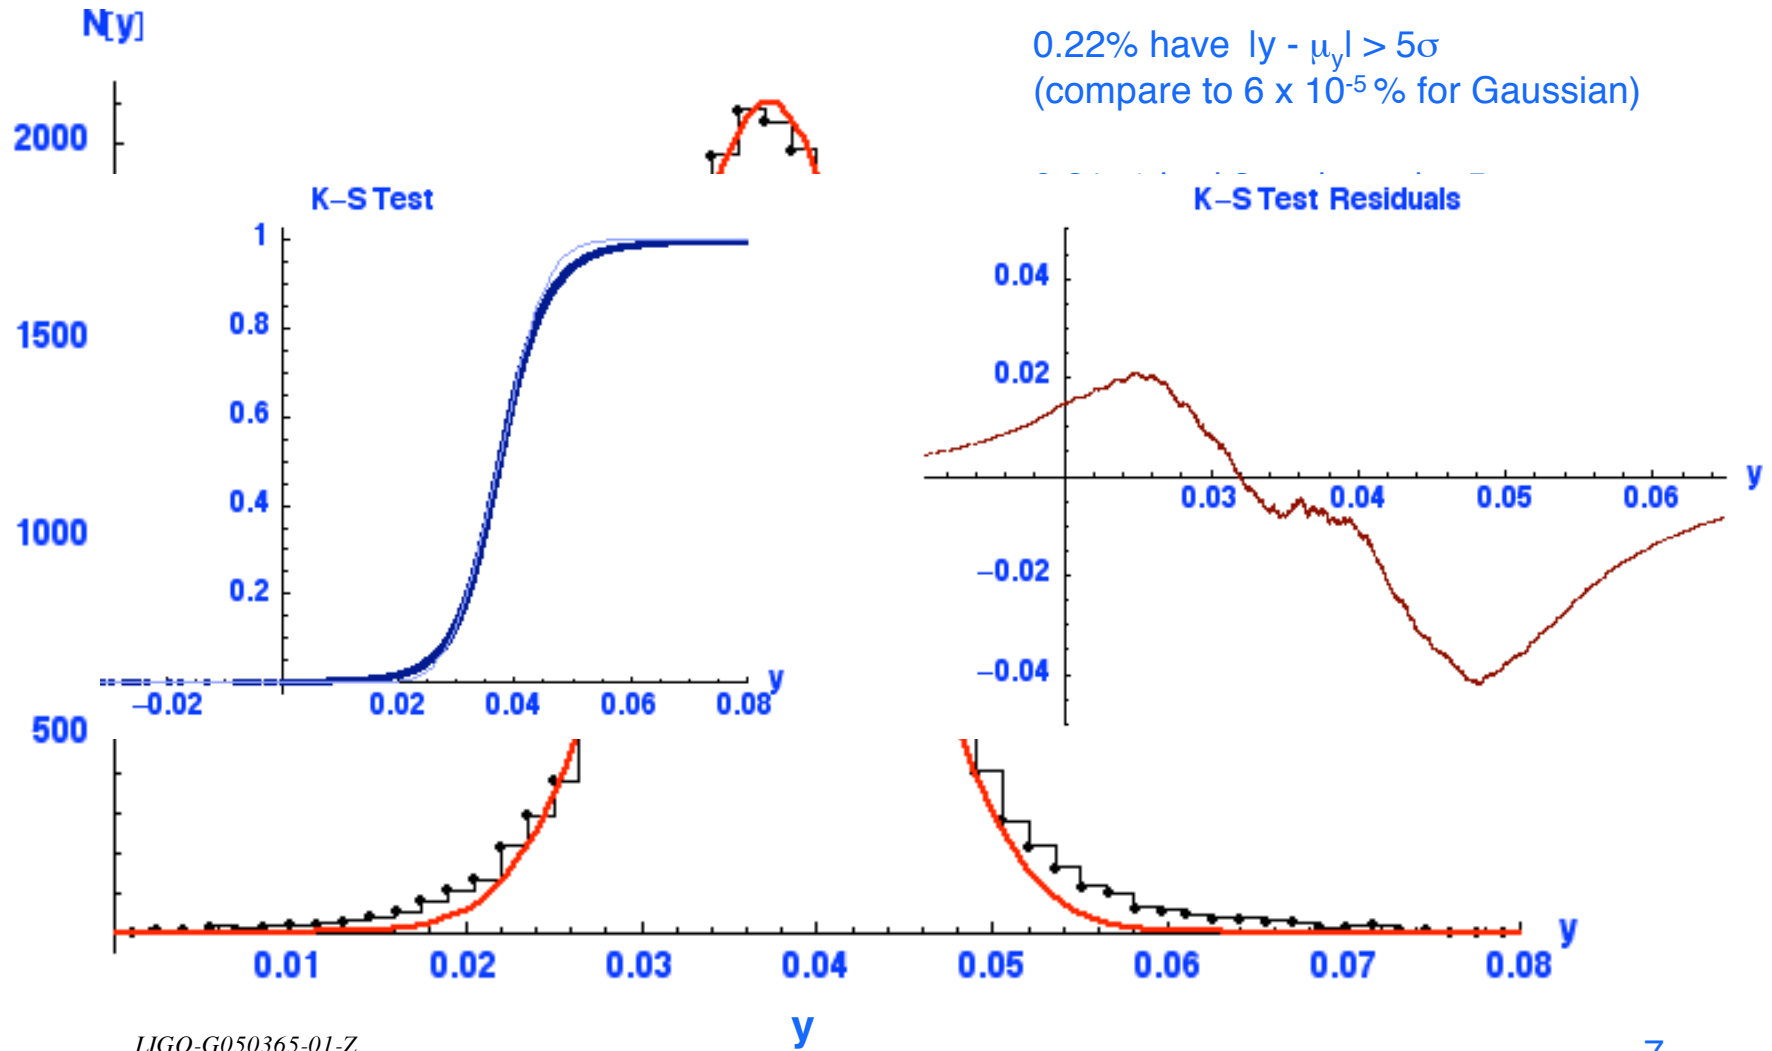 N[y]
0.22% have |y - μy| > 5σ
(compare to 6 x 10-5 % for Gaussian)
2000
1500
1000
500
K–S Test
1
0.8
0.6
0.4
0.2
−0.02 0.02 0.04 0.06 0.08
y
K–S Test Residuals
0.04
0.02
−0.02
−0.04
0.03 0.04 0.05 0.06
y
0.01 0.02 0.03 0.04 0.05 0.06 0.07 0.08
y
y
LIGO-G050365-01-Z
7